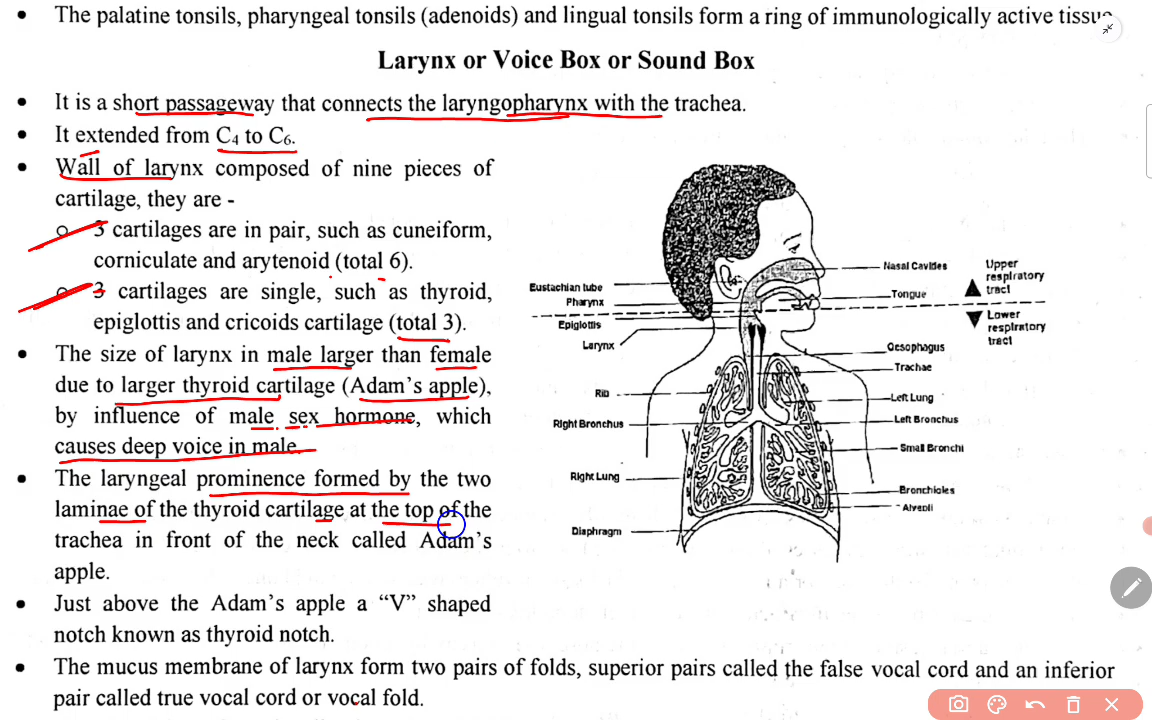 • The palatine tonsils, pharyngeal tonsils (adenoids) and lingual tonsils form a ring of immunologically active tissue
Larynx or Voice Box or Sound Box
• It is a short passageway that connects the laryngopharynx with the trachea.
• It extended from C4 to C6.
• Wall of larynx composed of nine pieces of
cartilage, they are -
o 3 cartilages are in pair, such as cuneiform,
corniculate and arytenoid (total 6).
o 3 cartilages are single, such as thyroid,
epiglottis and cricoids cartilage (total 3).
• The size of larynx in male larger than female
due to larger thyroid cartilage (Adam's apple),
by influence of male sex hormone, which
causes deep voice in male.
• The laryngeal prominence formed by the two
laminae of the thyroid cartilage at the top of the
trachea in front of the neck called Adam's
apple.
• Just above the Adam's apple a “V” shaped
notch known as thyroid notch.
• The mucus membrane of larynx form two pairs of folds, superior pairs called the false vocal cord and an inferior
pair called true vocal cord or vocal fold.
Eustachian tube
Pharynx
Epiglottis
Larynx
Rib
Right Bronchus
Right Lung
Diaphragm
Nasal Cavities
Tongue
Oesophagus
Trachae
Left Lung
Left Bronchus
Small Bronchi
Bronchioles
Alveoli
Upper
respiratory
tract
Lower
respiratory
tract